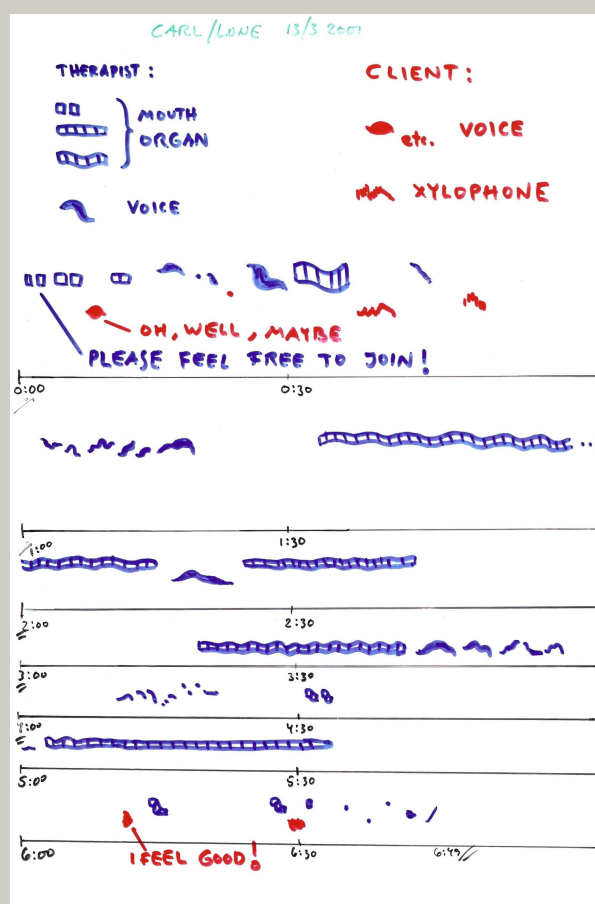 CARL/LONE 13/3 2001
THERAPIST:
MOUTH
ORGAN
VOICE
CLIENT:
etc. VOICE
XYLOPHONE
OH, WELL, MAYBE
PLEASE FEEL FREE TO JOIN!
0:00 0:30
1:00 1:30
2:00 2:30
3:00 3:30
4:00 4:30
5:00 5:30
I FEEL GOOD!
6:00 6:30 6:45